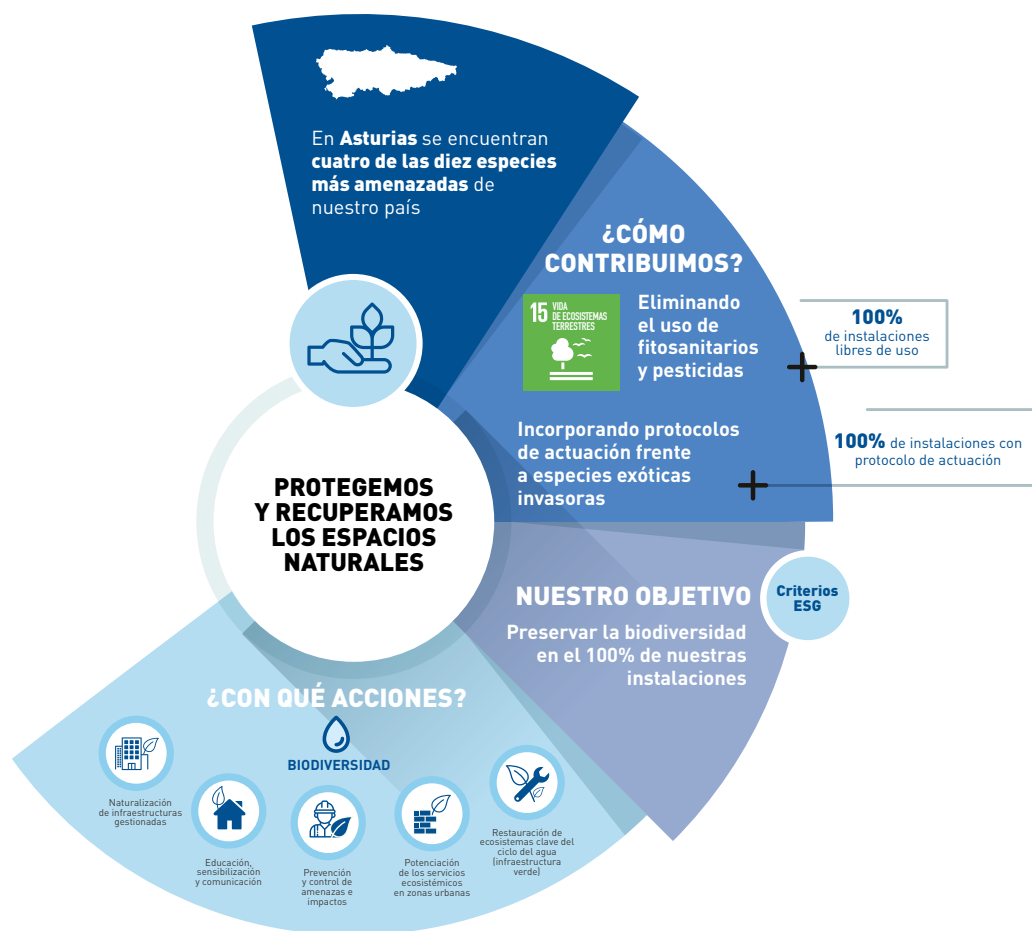 En Asturias se encuentran
cuatro de las diez especies
más amenazadas de
nuestro país
¿CÓMO
CONTRIBUIMOS?
15 VIDA
DE ECOSISTEMAS
TERRESTRES
Eliminando
el uso de
fitosanitarios
y pesticidas
100%
de instalaciones
libres de uso
Incorporando protocolos
de actuación frente
a especies exóticas
invasoras
100% de instalaciones con
protocolo de actuación
PROTEGEMOS
Y RECUPERAMOS
LOS ESPACIOS
NATURALES
NUESTRO OBJETIVO
Preservar la biodiversidad
en el 100% de nuestras
instalaciones
Criterios
ESG
¿CON QUÉ ACCIONES?
BIODIVERSIDAD
Naturalización
de infraestructuras
gestionadas
Educación,
sensibilización
y comunicación
Prevención
y control de
amenazas e
impactos
Potenciación
de los servicios
ecosistémicos
en zonas urbanas
Restauración de
ecosistemas clave del
ciclo del agua
(infraestructura
verde)